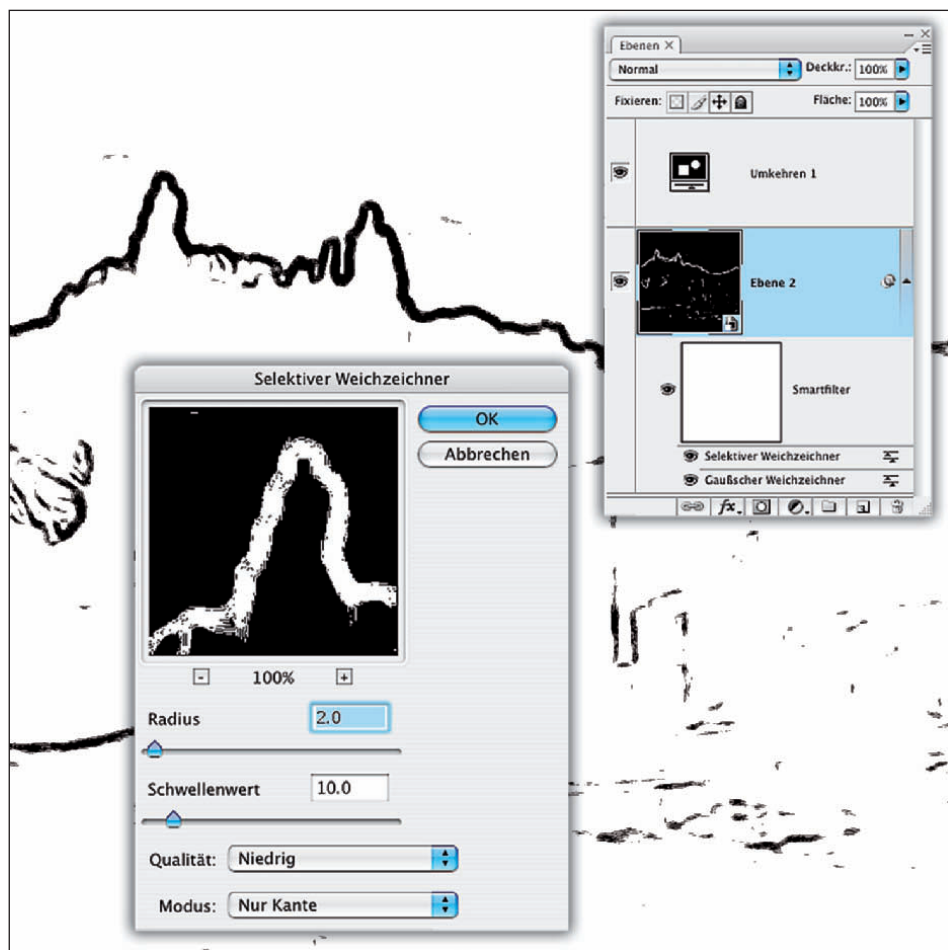 Ebenen
Normal
Deckkr.: 100%
Fixieren:
Fläche: 100%
Umkehren 1
Ebene 2
Smartfilter
Selektiver Weichzeichner
Gaußscher Weichzeichner
fx
Selektiver Weichzeichner
OK
Abbrechen
100%
Radius 2.0
Schwellenwert 10.0
Qualität: Niedrig
Modus: Nur Kante